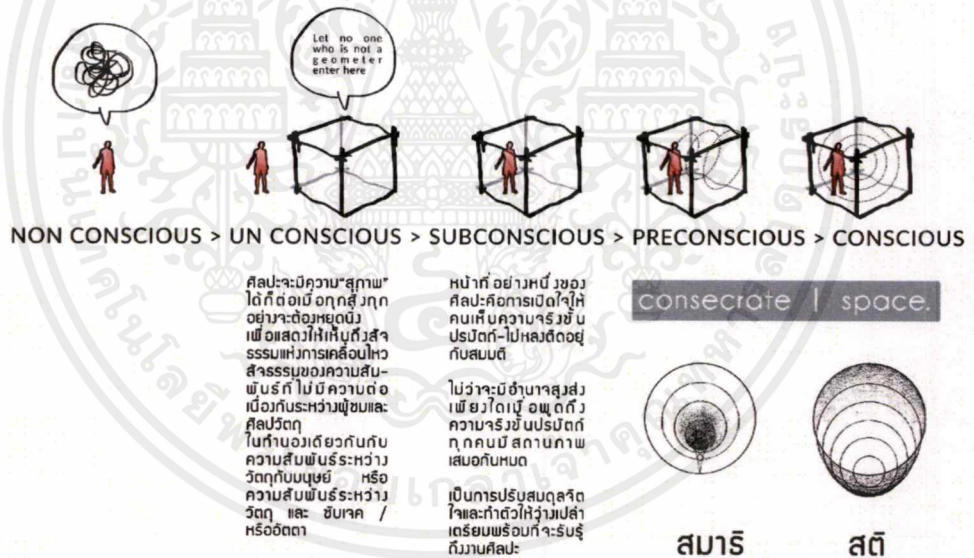 Let no one
who is not a
geometer
enter here
NON CONSCIOUS > UN CONSCIOUS > SUBCONSCIOUS > PRECONSCIOUS > CONSCIOUS
ศิลปะจะมีความ"สุภาพ"
ได้ก็ต่อเมื่อทุกสิ่งทุก
อย่างจะต้องหยุดนิ่ง
เพื่อแสดงให้เห็นถึงสัจ
ธรรมแห่งการเคลื่อนไหว
สัจธรรมของความสัม-
พันธ์ที่ไม่มีความต่อ
เนื่องกันระหว่างผู้ชมและ
ศิลปวัตถุ
ในทำนองเดียวกันกับ
ความสัมพันธ์ระหว่าง
วัตถุกับมนุษย์ หรือ
ความสัมพันธ์ระหว่าง
วัตถุ และ ซับเจค /
หรืออัตตา
หน้าที่อย่างหนึ่งของ
ศิลปะคือการเปิดใจให้
คนเห็นความจริงขั้น
ปรมัตถ์-ไม่หลงติดอยู่
กับสมมติ
ไม่ว่าจะมีอำนาจสูงส่ง
เพียงใดเมื่อพูดถึง
ความจริงขั้นปรมัตถ์
ทุกคนมีสถานภาพ
เสมอกันหมด
เป็นการปรับสมดุลจิต
ใจและทำตัวให้ว่างเปล่า
เตรียมพร้อมที่จะรับรู้
ถึงงานศิลปะ
consecrate | space.
สมาธิ
สติ